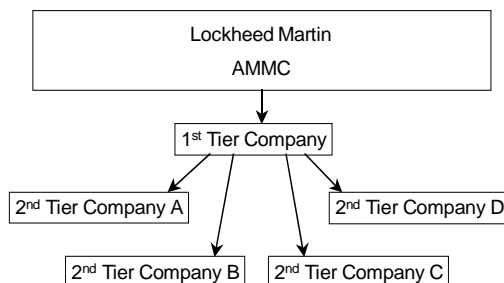 Lockheed Martin
AMMC
1st Tier Company
2nd Tier Company A
2nd Tier Company D
2nd Tier Company B
2nd Tier Company C